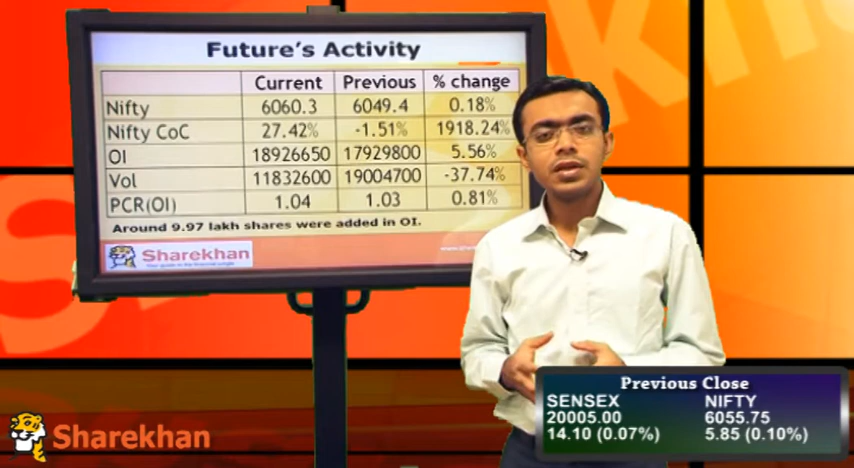 Future's Activity
Current Previous % change
Nifty 6060.3 6049.4 0.18%
Nifty CoC 27.42% -1.51% 1918.24%
OI 18926650 17929800 5.56%
Vol 11832600 19004700 -37.74%
PCR(OI) 1.04 1.03 0.81%
Around 9.97 lakh shares were added in OI.
Sharekhan
Previous Close
SENSEX NIFTY
20005.00 6055.75
14.10 (0.07%) 5.85 (0.10%)
Sharekhan